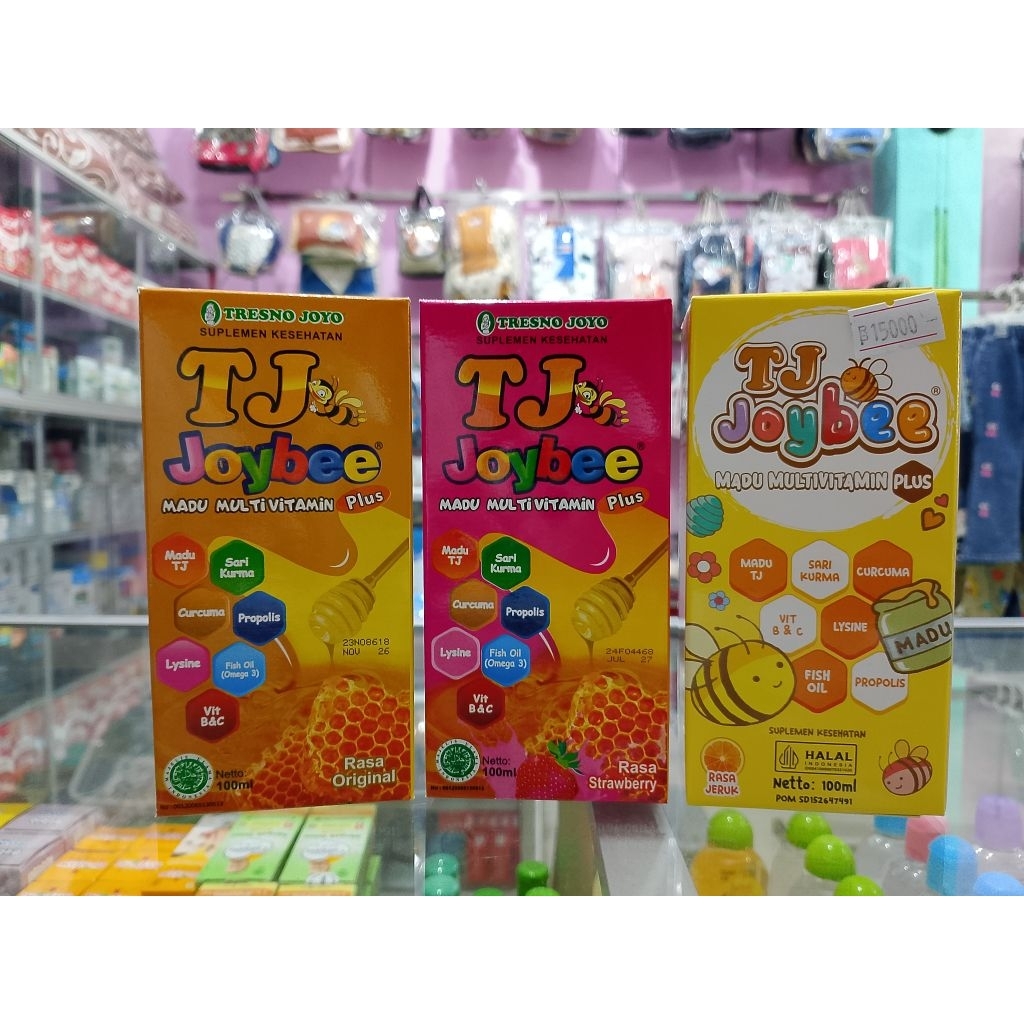 TRESNO JOYO
SUPLEMEN KESEHATAN
TJ
Joybee®
MADU MULTIVITAMIN Plus
Madu TJ
Sari Kurma
Curcuma
Propolis
Lysine
Fish Oil (Omega 3)
Vit B&C
23N08618
NOV 26
Netto:
100ml
Rasa
Original
TRESNO JOYO
SUPLEMEN KESEHATAN
TJ
Joybee®
MADU MULTIVITAMIN Plus
Madu TJ
Sari Kurma
Curcuma
Propolis
Lysine
Fish Oil (Omega 3)
Vit B&C
24F04468
JUL 27
Netto:
100ml
Rasa
Strawberry
15000
TJ
Joybee®
MADU MULTIVITAMIN PLUS
MADU TJ
SARI KURMA
CURCUMA
VIT B & C
LYSINE
MADU
FISH OIL
PROPOLIS
SUPLEMEN KESEHATAN
RASA JERUK
HALAL
INDONESIA
Netto: 100ml
POM SD152647491